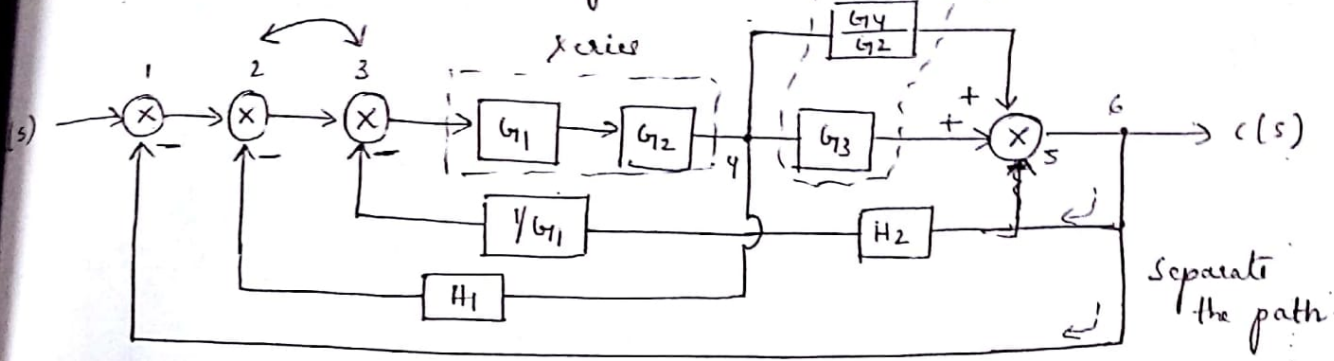 Series
G4
G2
1 2 3
+
6
(s)
G1 G2 G3
+
C(s)
-
-
-
4
5
1/G1
H2
H1
Separate
the path